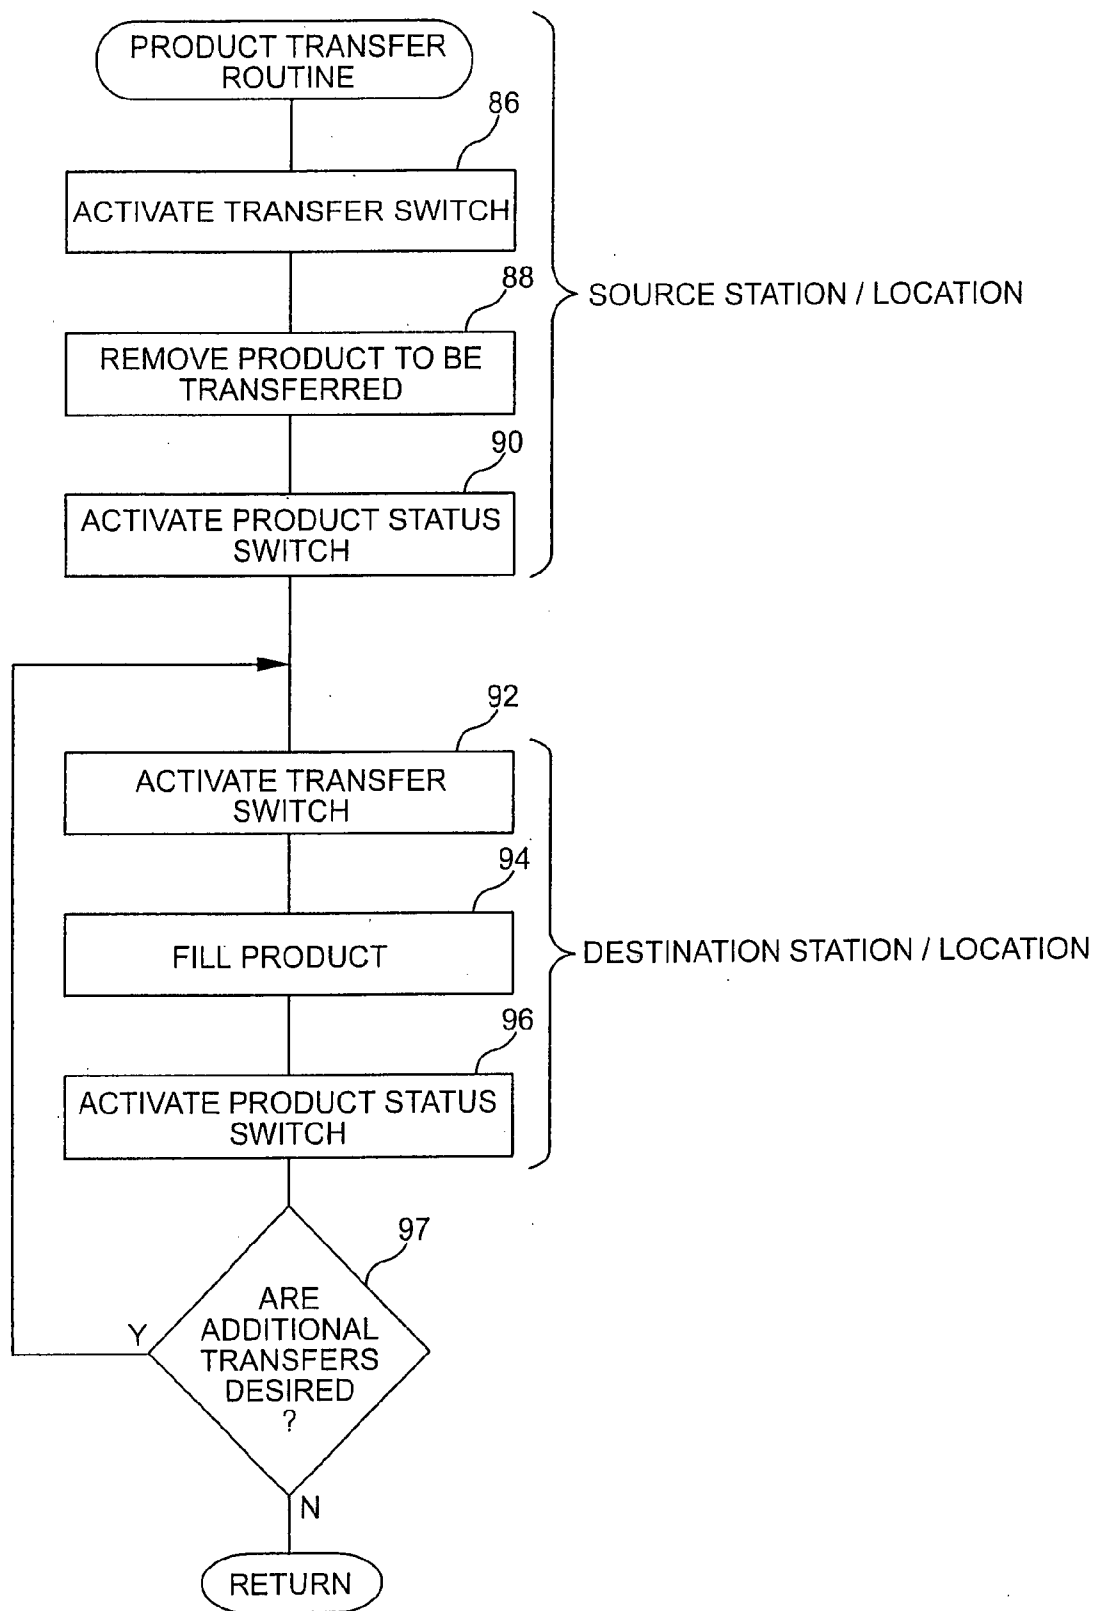 PRODUCT TRANSFER
ROUTINE
86
ACTIVATE TRANSFER SWITCH
88
SOURCE STATION / LOCATION
REMOVE PRODUCT TO BE
TRANSFERRED
90
ACTIVATE PRODUCT STATUS
SWITCH
92
ACTIVATE TRANSFER
SWITCH
94
FILL PRODUCT
DESTINATION STATION / LOCATION
96
ACTIVATE PRODUCT STATUS
SWITCH
97
ARE
ADDITIONAL
TRANSFERS
DESIRED
?
Y
N
RETURN